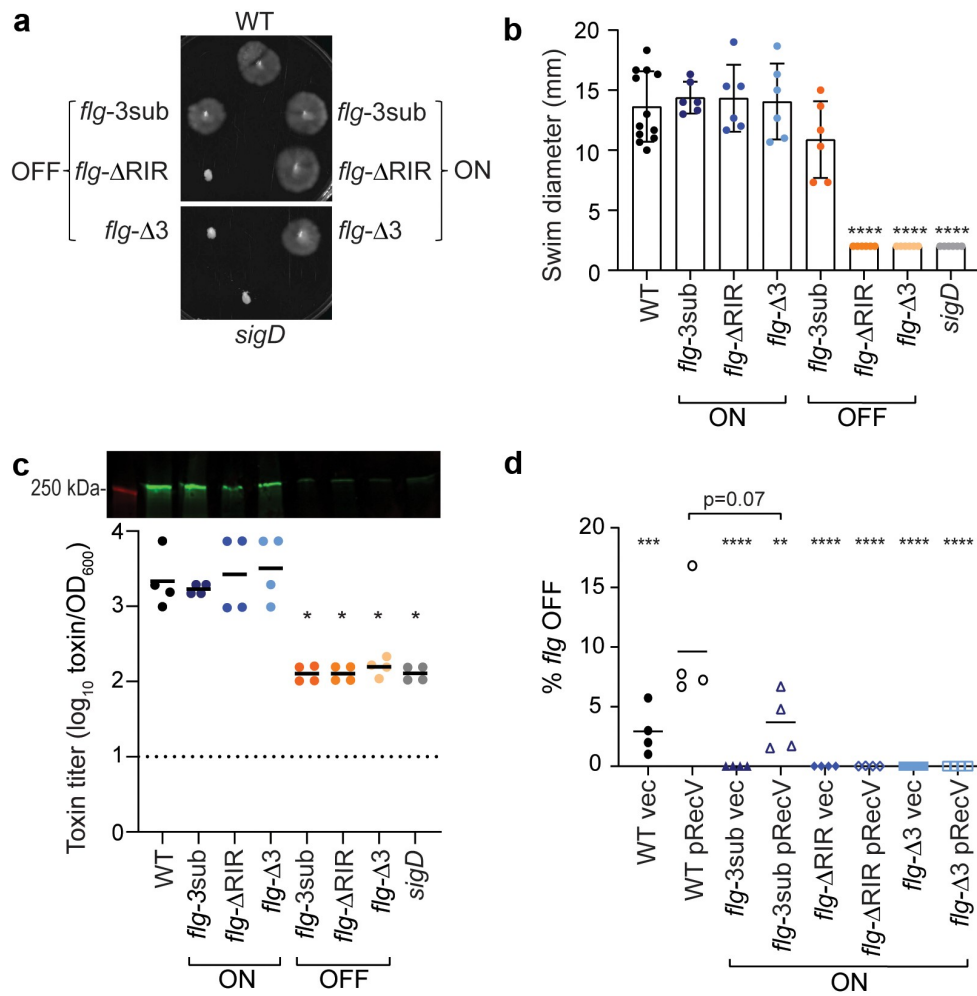 a
WT
flg-3sub
flg-3sub
OFF
flg-ΔRIR
flg-ΔRIR
ON
flg-Δ3
flg-Δ3
sigD
b
Swim diameter (mm)
20
15
10
5
0
**** **** ****
WT
flg-3sub
flg-ΔRIR
flg-Δ3
flg-3sub
flg-ΔRIR
flg-Δ3
sigD
ON
OFF
c
250 kDa-
Toxin titer (log10 toxin/OD600)
4
3
2
1
0
* * * *
WT
flg-3sub
flg-ΔRIR
flg-Δ3
flg-3sub
flg-ΔRIR
flg-Δ3
sigD
ON
OFF
d
p=0.07
% flg OFF
20
15
10
5
0
*** **** ** **** **** **** ****
WT vec
WT pRecV
flg-3sub vec
flg-3sub pRecV
flg-ΔRIR vec
flg-ΔRIR pRecV
flg-Δ3 vec
flg-Δ3 pRecV
ON